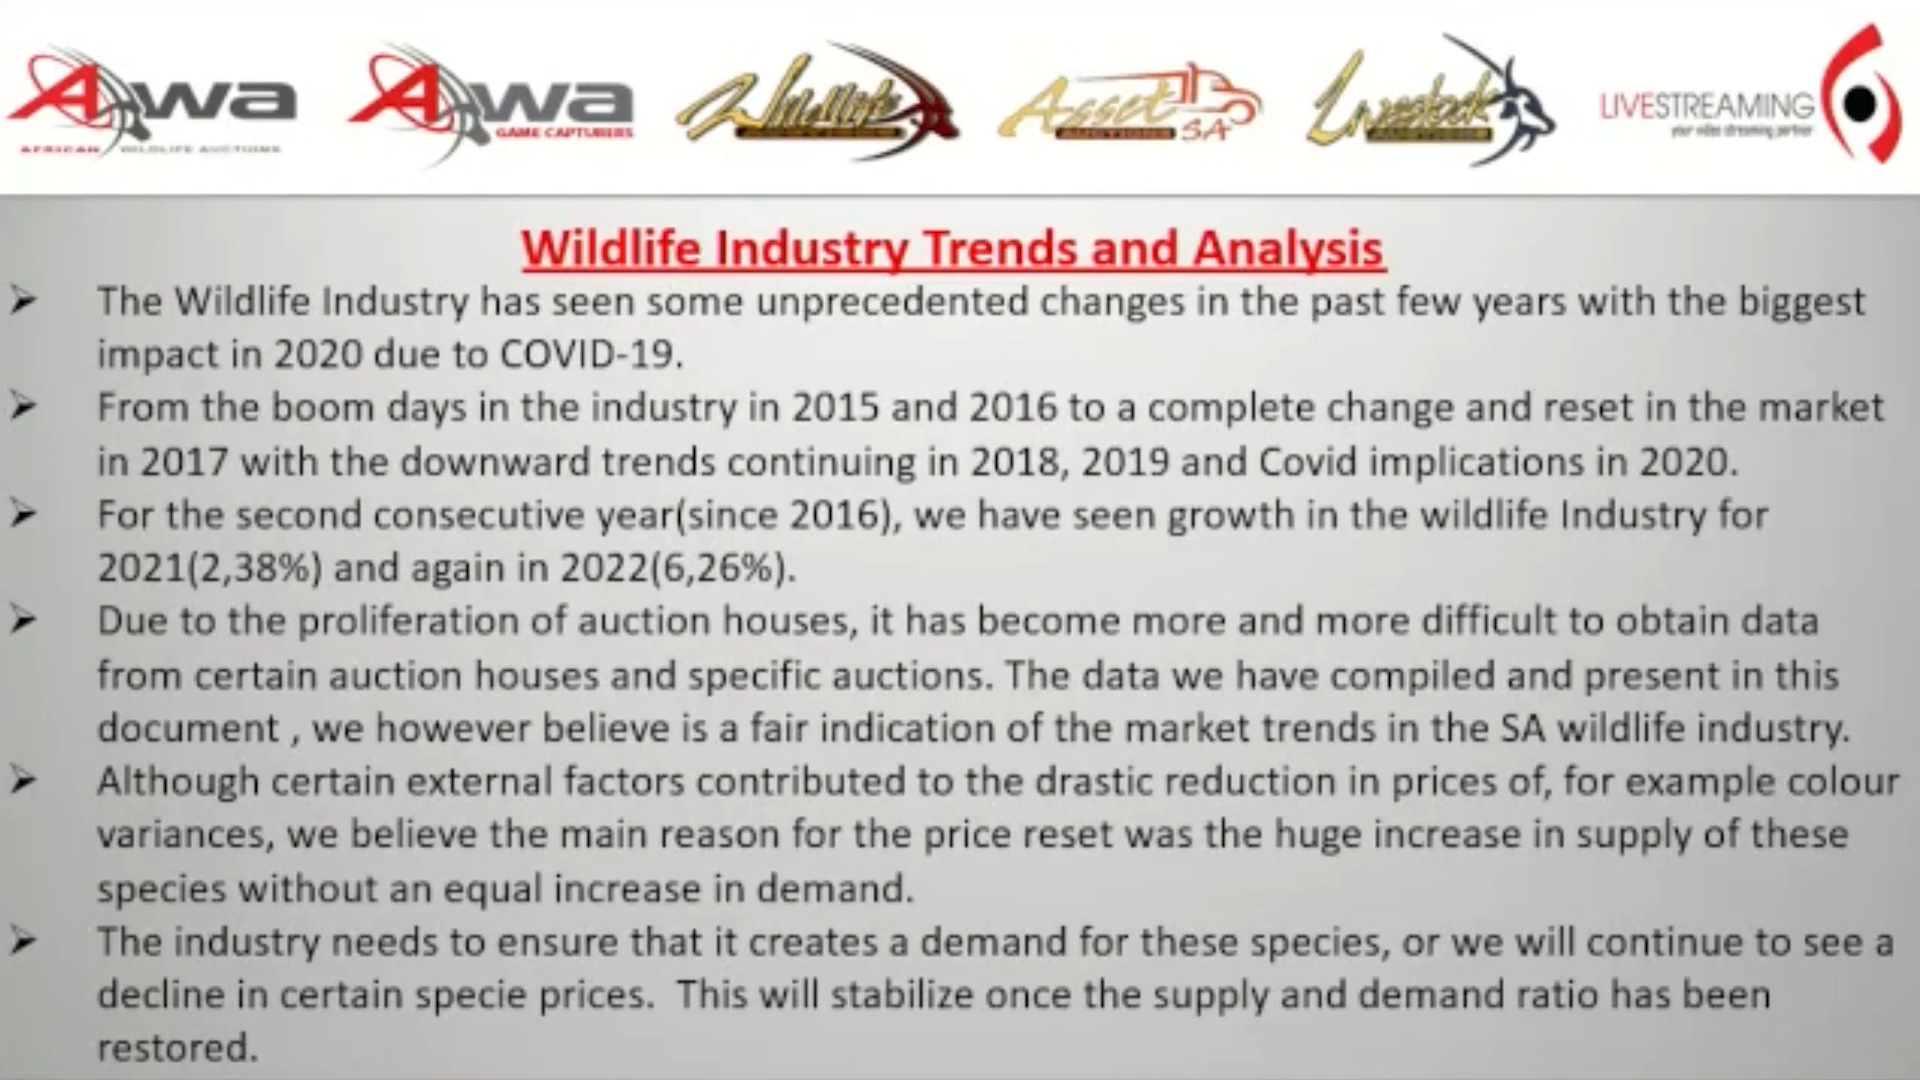 AWA
AFRICAN WILDLIFE AUCTIONS
AWA
GAME CAPTURERS
Wildlife
AUCTIONS
Asset
AUCTIONS
SA
Livestock
AUCTIONS
LIVESTREAMING
your video streaming partner
Wildlife Industry Trends and Analysis
The Wildlife Industry has seen some unprecedented changes in the past few years with the biggest
impact in 2020 due to COVID-19.
From the boom days in the industry in 2015 and 2016 to a complete change and reset in the market
in 2017 with the downward trends continuing in 2018, 2019 and Covid implications in 2020.
For the second consecutive year(since 2016), we have seen growth in the wildlife Industry for
2021(2,38%) and again in 2022(6,26%).
Due to the proliferation of auction houses, it has become more and more difficult to obtain data
from certain auction houses and specific auctions. The data we have compiled and present in this
document , we however believe is a fair indication of the market trends in the SA wildlife industry.
Although certain external factors contributed to the drastic reduction in prices of, for example colour
variances, we believe the main reason for the price reset was the huge increase in supply of these
species without an equal increase in demand.
The industry needs to ensure that it creates a demand for these species, or we will continue to see a
decline in certain specie prices.  This will stabilize once the supply and demand ratio has been
restored.